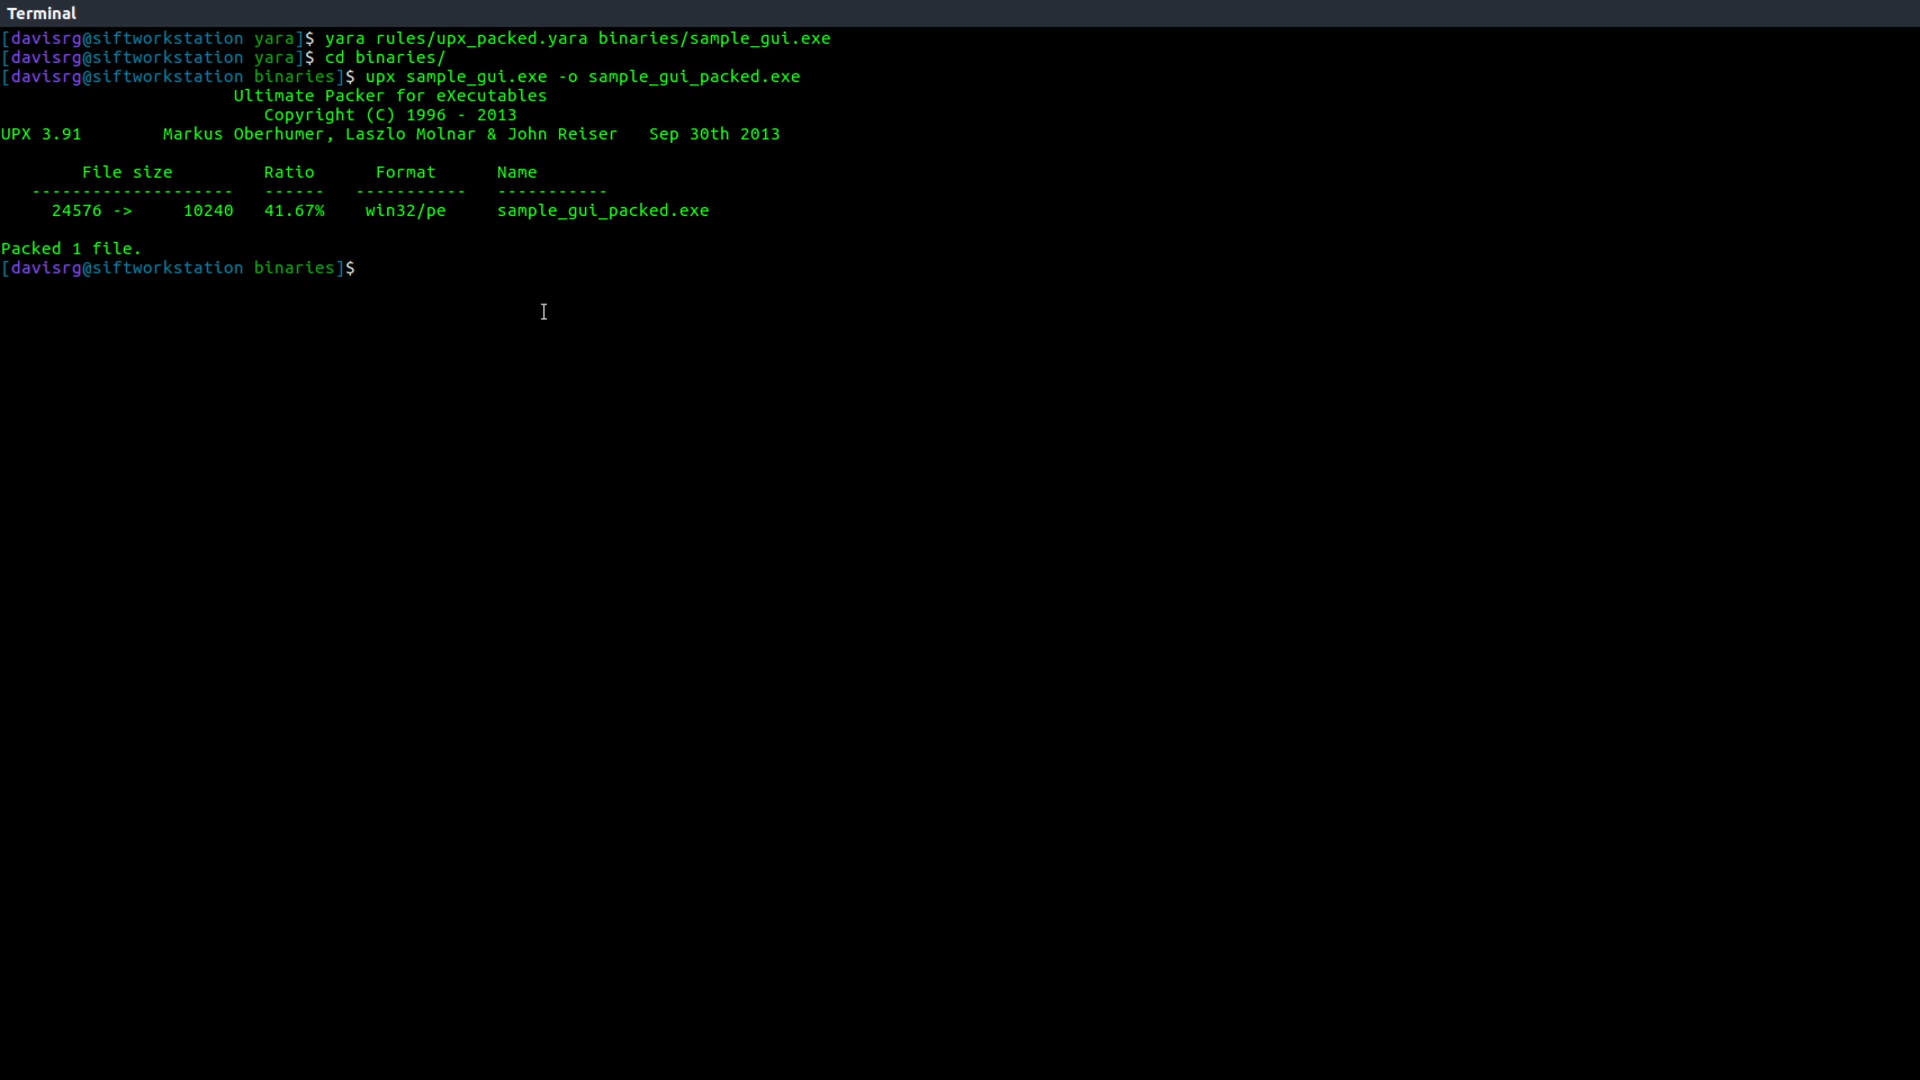 Terminal
[davisrg@siftworkstation yara]$ yara rules/upx_packed.yara binaries/sample_gui.exe
[davisrg@siftworkstation yara]$ cd binaries/
[davisrg@siftworkstation binaries]$ upx sample_gui.exe -o sample_gui_packed.exe
                       Ultimate Packer for eXecutables
                          Copyright (C) 1996 - 2013
UPX 3.91        Markus Oberhumer, Laszlo Molnar & John Reiser   Sep 30th 2013
        File size         Ratio      Format      Name
   --------------------   ------   -----------   -----------
     24576 ->     10240   41.67%    win32/pe     sample_gui_packed.exe
Packed 1 file.
[davisrg@siftworkstation binaries]$